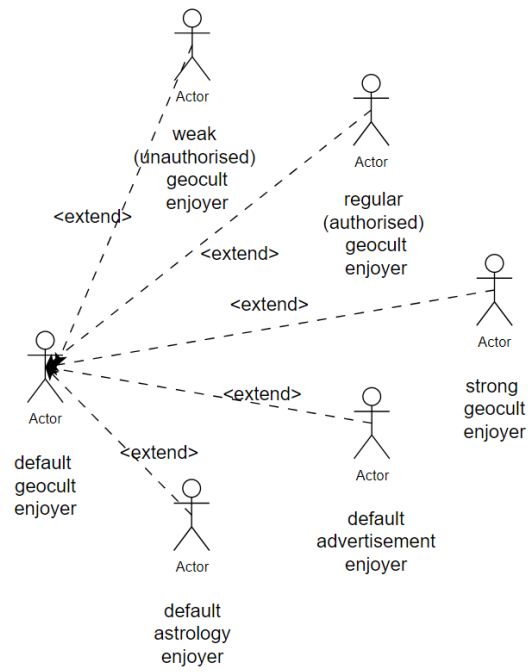 Actor
weak
(unauthorised)
geocult
enjoyer
Actor
regular
(authorised)
geocult
enjoyer
<extend>
<extend>
<extend>
Actor
strong
geocult
enjoyer
Actor
default
geocult
enjoyer
<extend>
<extend>
Actor
default
advertisement
enjoyer
Actor
default
astrology
enjoyer